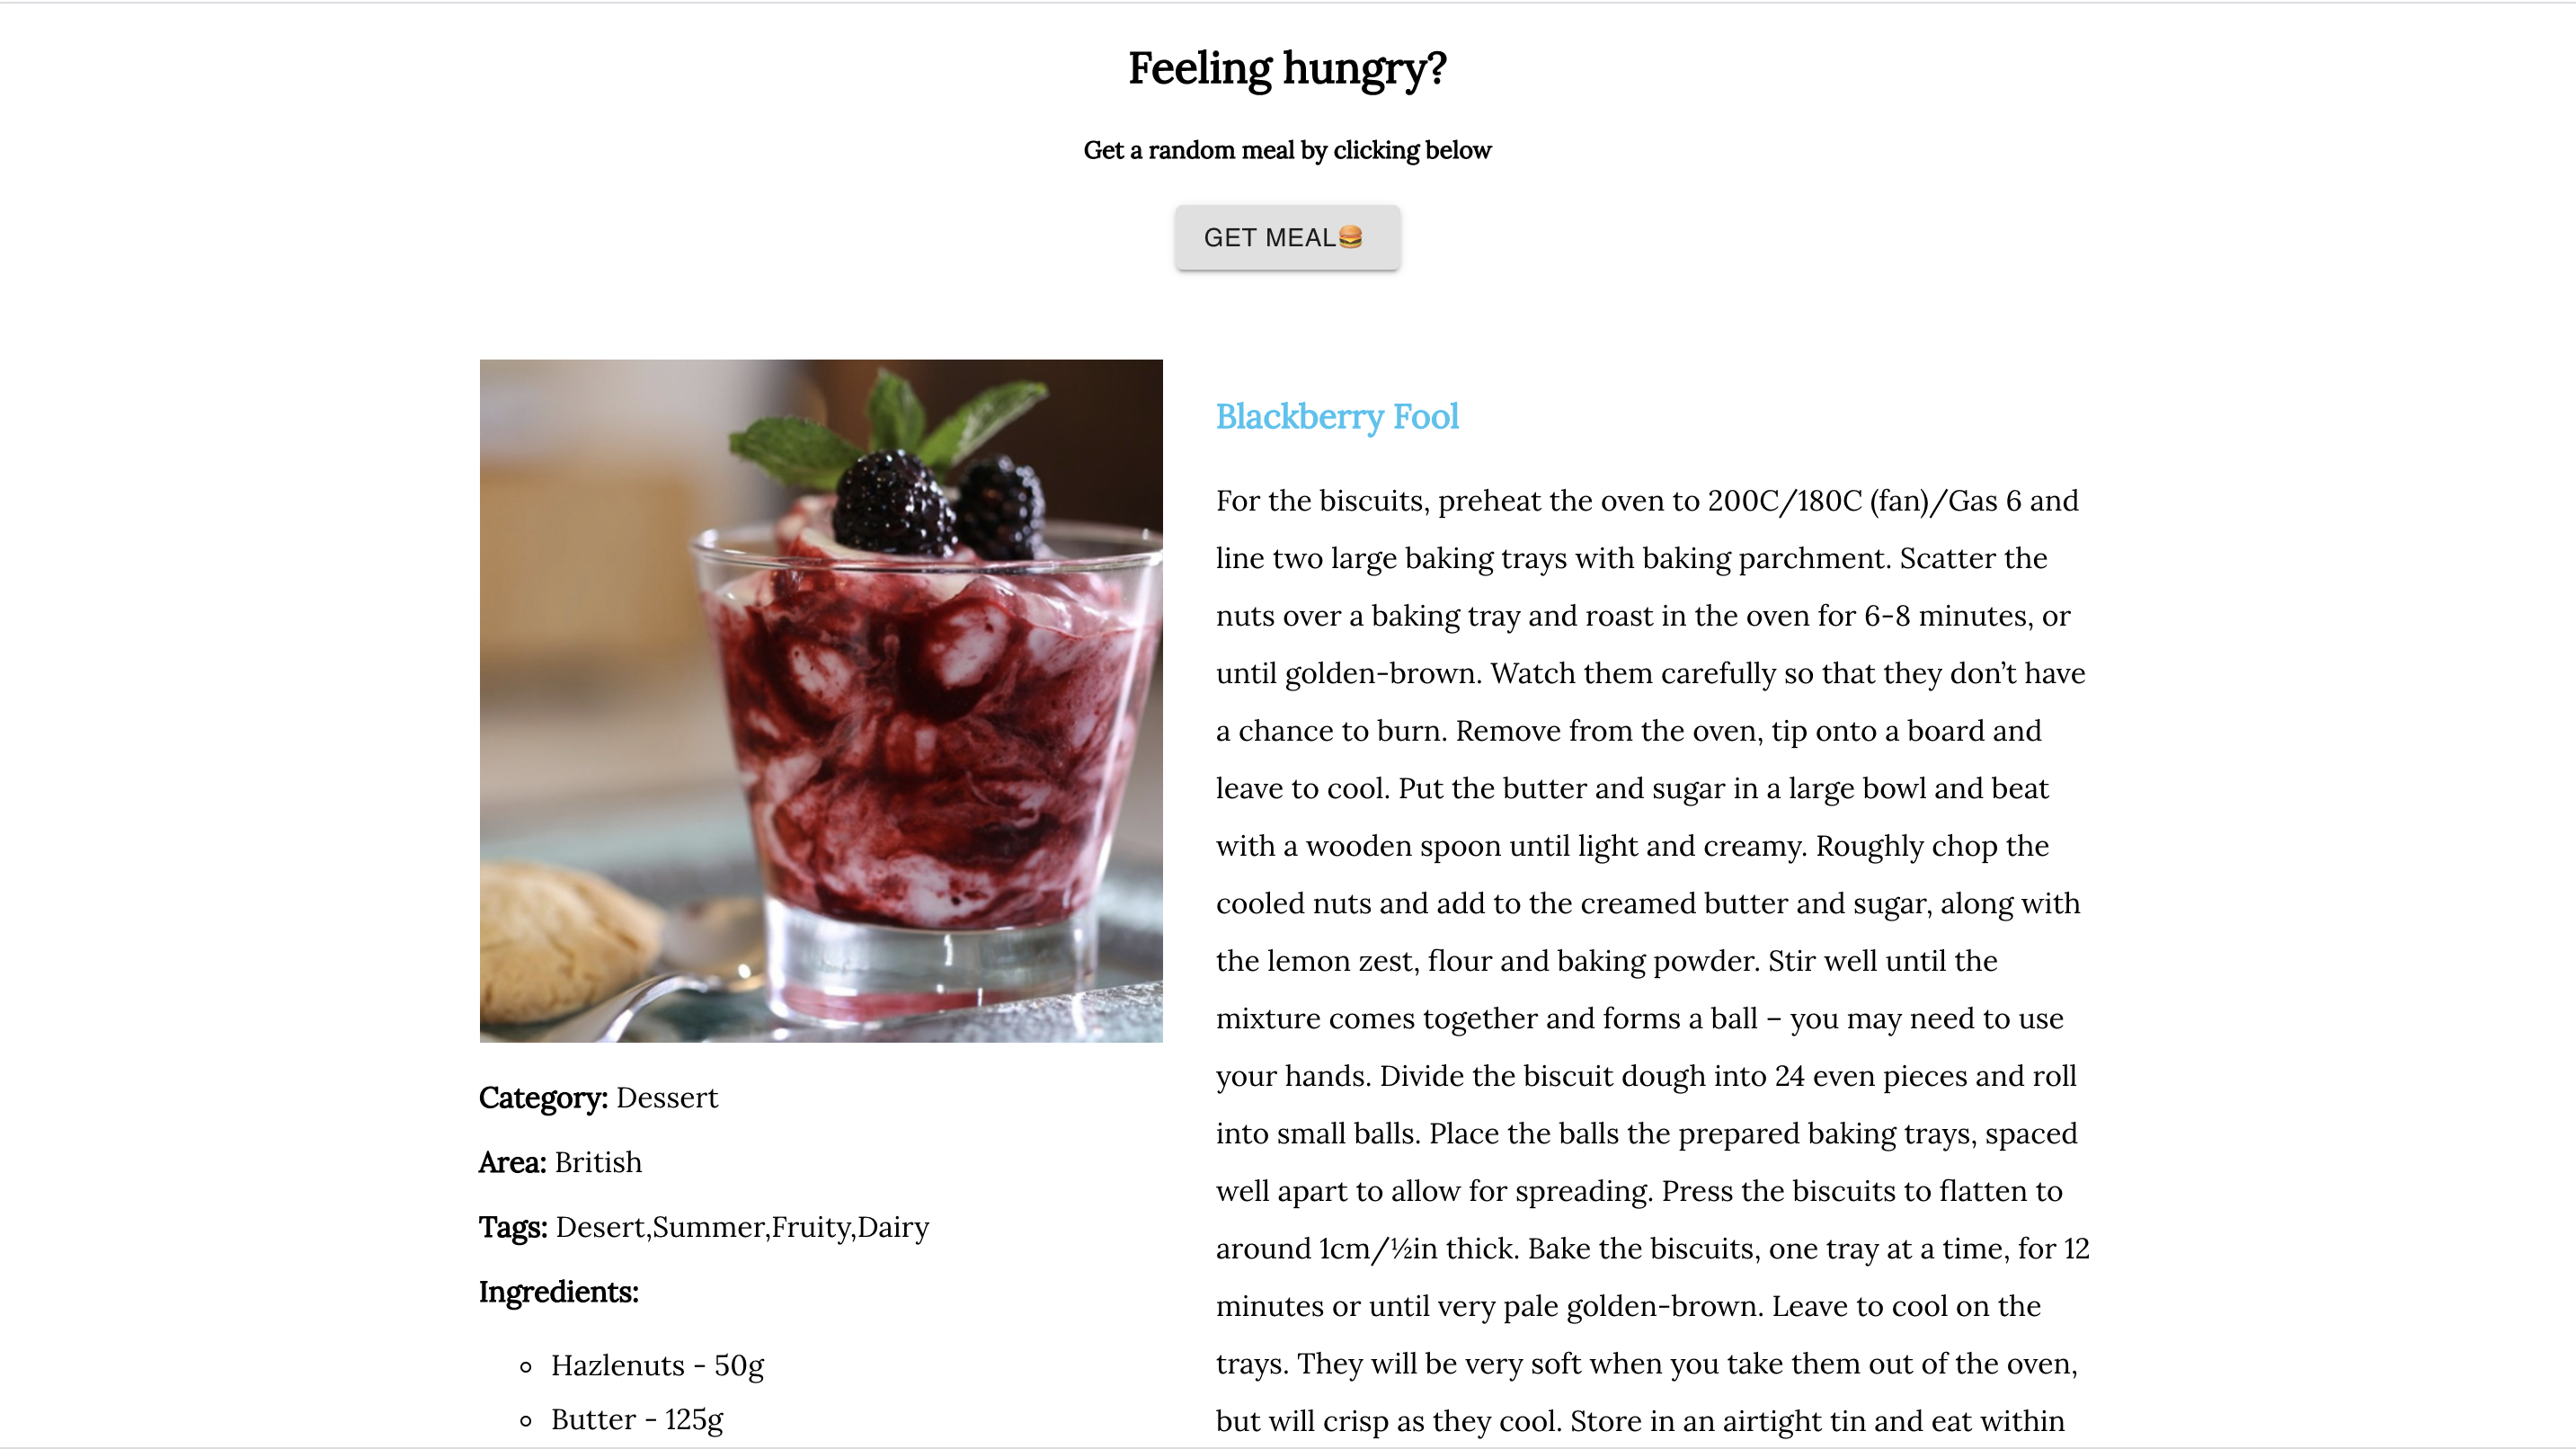 Feeling hungry?
Get a random meal by clicking below
GET MEAL🍔
Category: Dessert
Area: British
Tags: Desert,Summer,Fruity,Dairy
Ingredients:
Hazlenuts - 50g
Butter - 125g
Blackberry Fool
For the biscuits, preheat the oven to 200C/180C (fan)/Gas 6 and
line two large baking trays with baking parchment. Scatter the
nuts over a baking tray and roast in the oven for 6-8 minutes, or
until golden-brown. Watch them carefully so that they don’t have
a chance to burn. Remove from the oven, tip onto a board and
leave to cool. Put the butter and sugar in a large bowl and beat
with a wooden spoon until light and creamy. Roughly chop the
cooled nuts and add to the creamed butter and sugar, along with
the lemon zest, flour and baking powder. Stir well until the
mixture comes together and forms a ball – you may need to use
your hands. Divide the biscuit dough into 24 even pieces and roll
into small balls. Place the balls the prepared baking trays, spaced
well apart to allow for spreading. Press the biscuits to flatten to
around 1cm/½in thick. Bake the biscuits, one tray at a time, for 12
minutes or until very pale golden-brown. Leave to cool on the
trays. They will be very soft when you take them out of the oven,
but will crisp as they cool. Store in an airtight tin and eat within